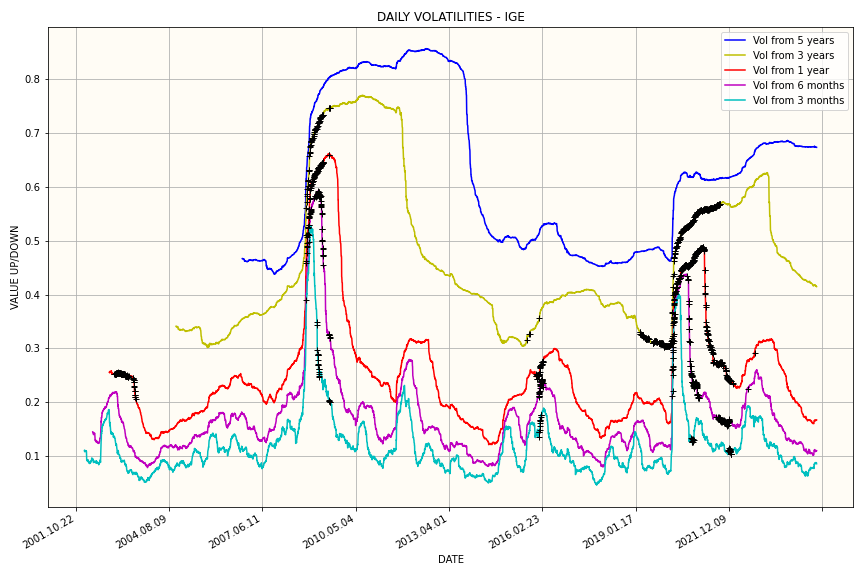 DAILY VOLATILITIES - IGE
Vol from 5 years
Vol from 3 years
Vol from 1 year
Vol from 6 months
Vol from 3 months
VALUE UP/DOWN
0.8
0.7
0.6
0.5
0.4
0.3
0.2
0.1
2001.10.22
2004.08.09
2007.06.11
2010.05.04
2013.04.01
2016.02.23
2019.01.17
2021.12.09
DATE